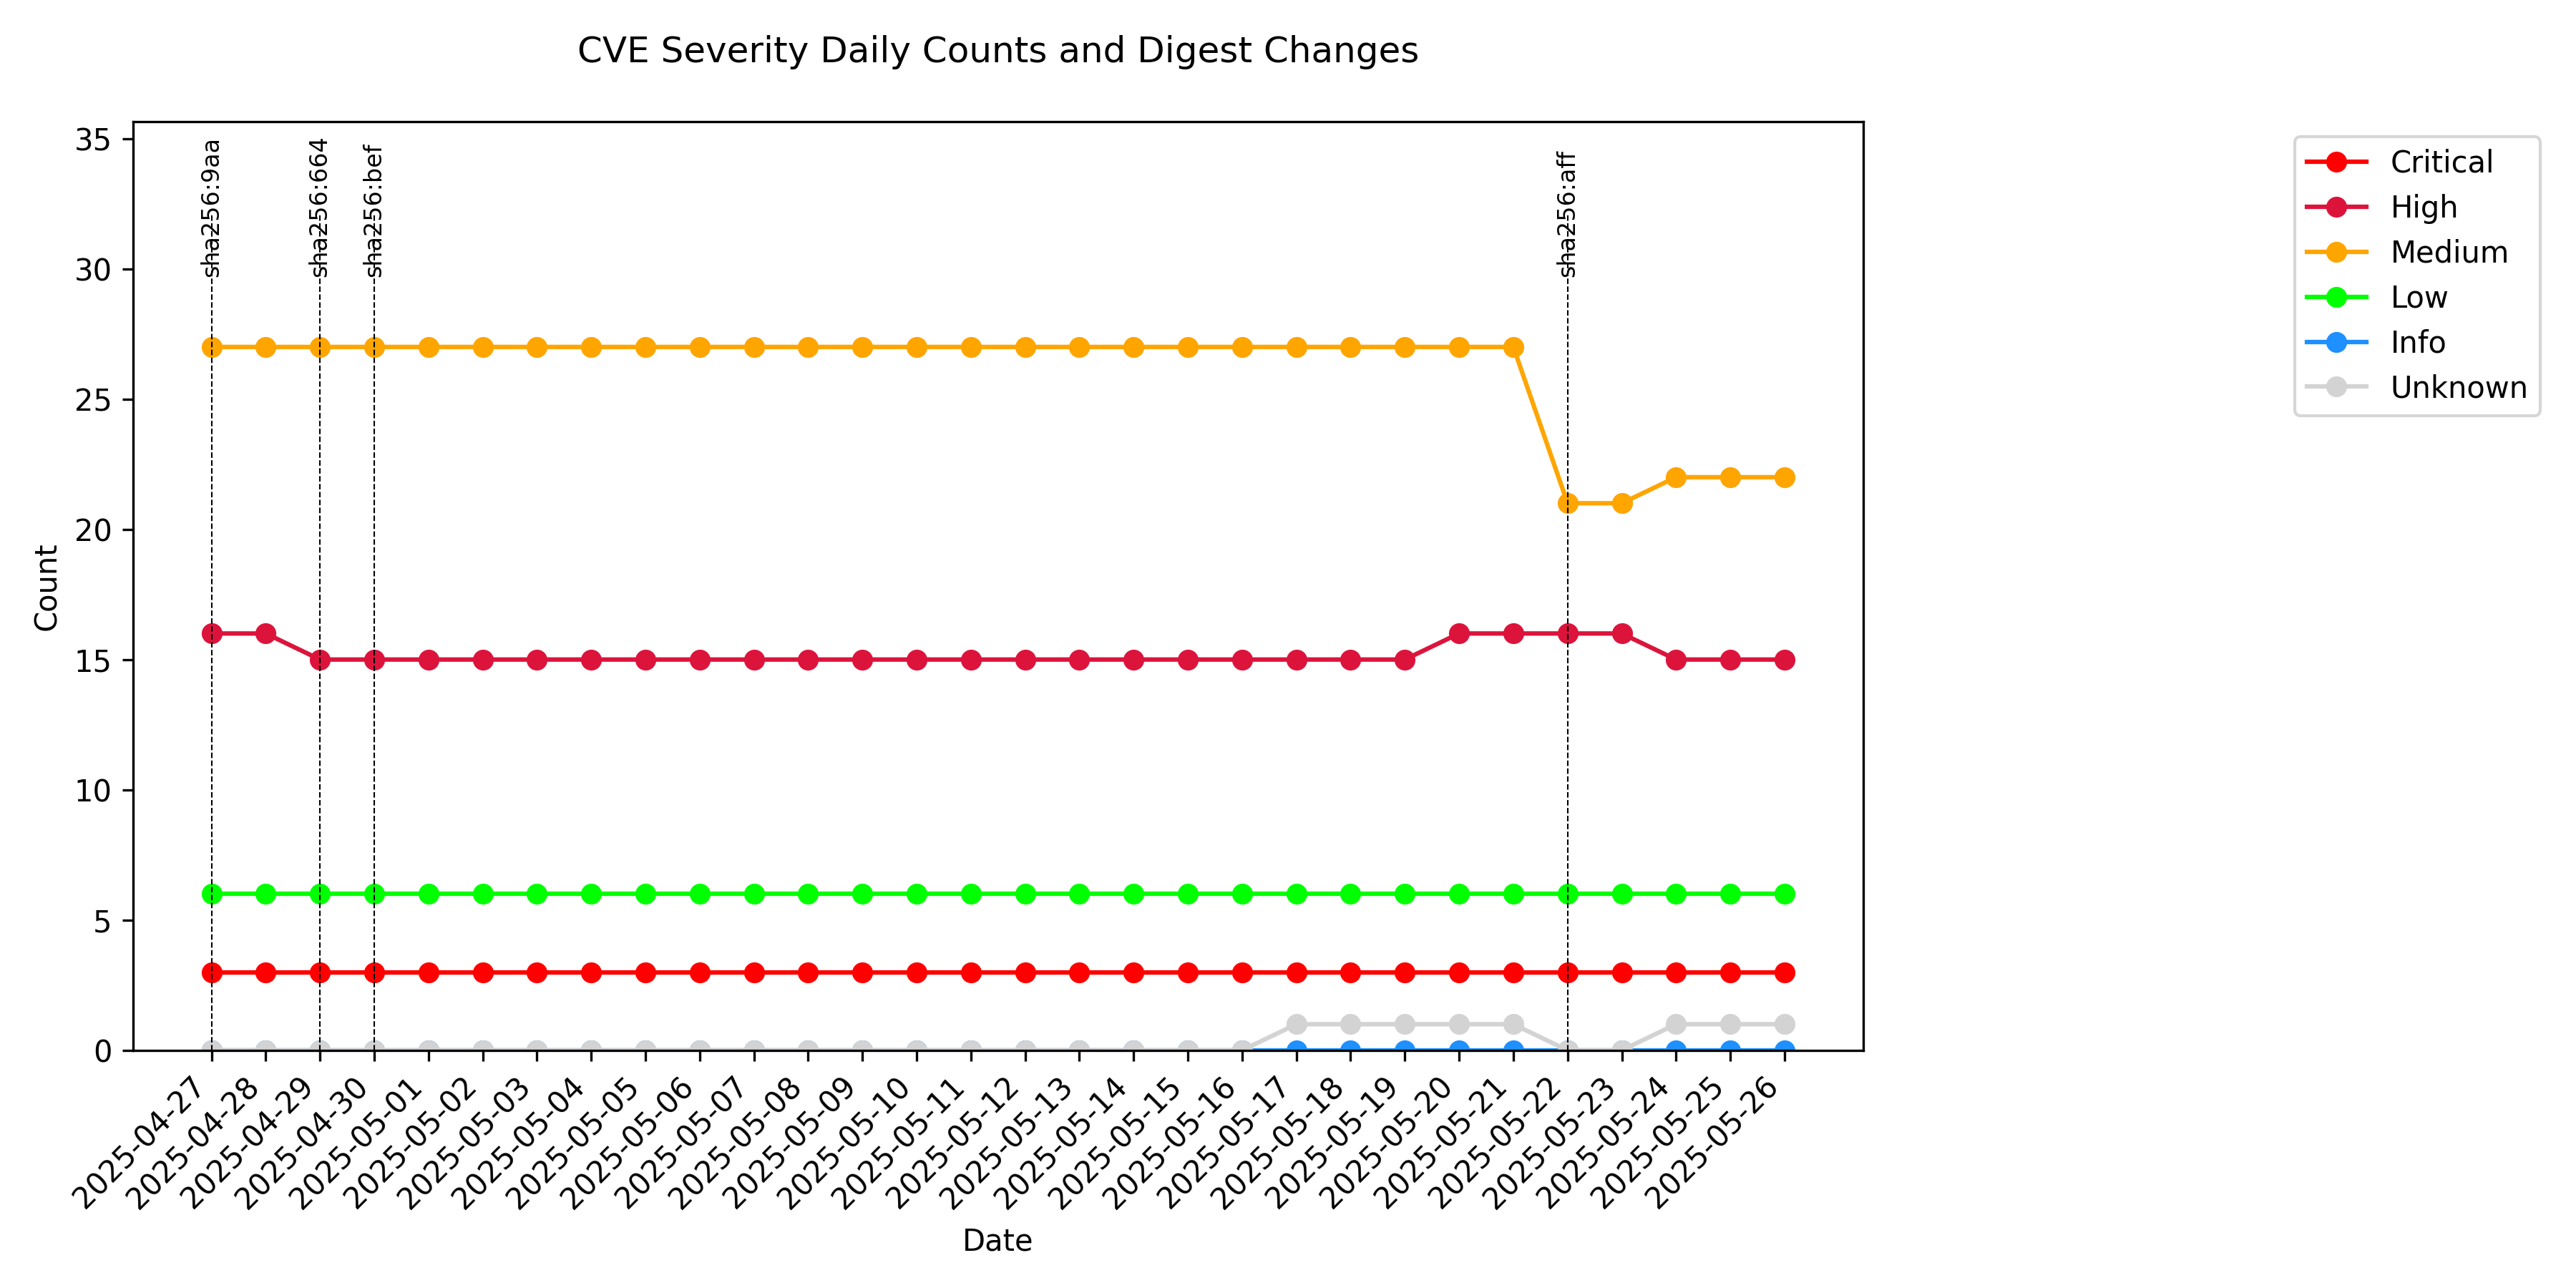 CVE Severity Daily Counts and Digest Changes
35
30
25
20
15
10
5
0
Count
sha256:9aa
sha256:664
sha256:bef
sha256:aff
Critical
High
Medium
Low
Info
Unknown
2025-04-27
2025-04-28
2025-04-29
2025-04-30
2025-05-01
2025-05-02
2025-05-03
2025-05-04
2025-05-05
2025-05-06
2025-05-07
2025-05-08
2025-05-09
2025-05-10
2025-05-11
2025-05-12
2025-05-13
2025-05-14
2025-05-15
2025-05-16
2025-05-17
2025-05-18
2025-05-19
2025-05-20
2025-05-21
2025-05-22
2025-05-23
2025-05-24
2025-05-25
2025-05-26
Date